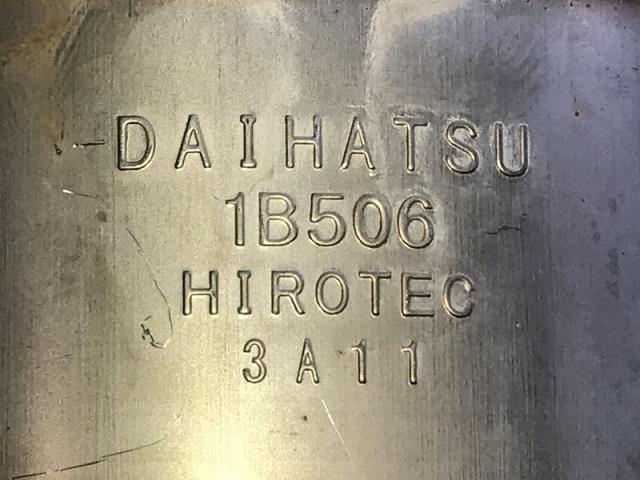 DAIHATSU
1B506
HIROTEC
3A11